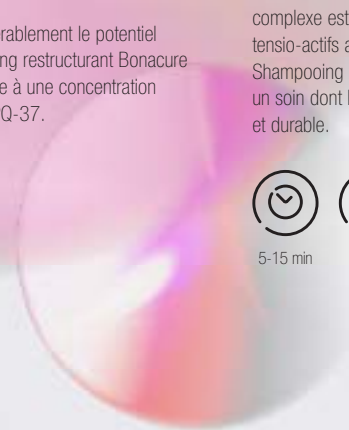 rablement le potentiel
ng restructurant Bonacure
e à une concentration
Q-37.
complexe est
tensio-actifs a
Shampooing
un soin dont l
et durable.
5-15 min